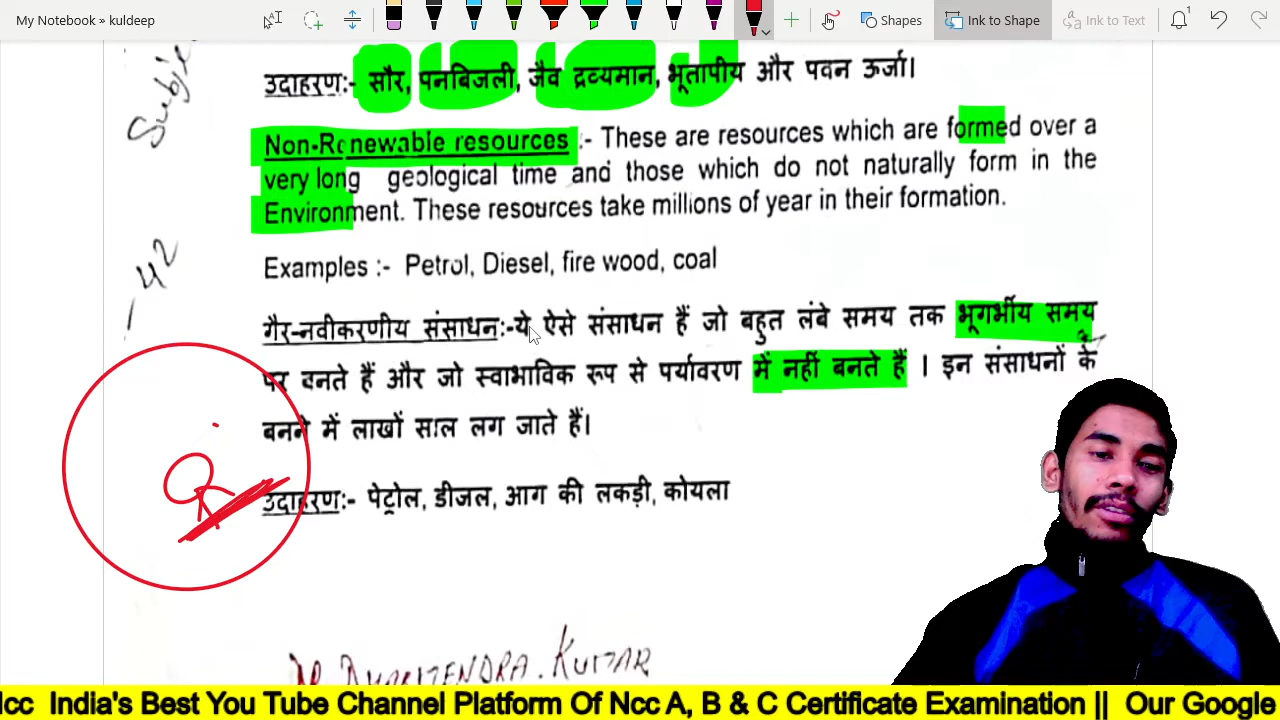 My Notebook » kuldeep
Shapes
Ink to Shape
Ink to Text
उदाहरणः- सौर, पनबिजली, जैव द्रव्यमान, भूतापीय और पवन ऊर्जा।
Non-Renewable resources :- These are resources which are formed over a
very long geological time and those which do not naturally form in the
Environment. These resources take millions of year in their formation.
42
Examples :- Petrol, Diesel, fire wood, coal
गैर-नवीकरणीय संसाधनः-ये ऐसे संसाधन हैं जो बहुत लंबे समय तक भूगर्भीय समय
पर बनते हैं और जो स्वाभाविक रूप से पर्यावरण में नहीं बनते हैं । इन संसाधनों के
बनने में लाखों साल लग जाते हैं।
उदाहरणः- पेट्रोल, डीजल, आग की लकड़ी, कोयला
KUMAR
Ncc India's Best You Tube Channel Platform Of Ncc A, B & C Certificate Examination || Our Google